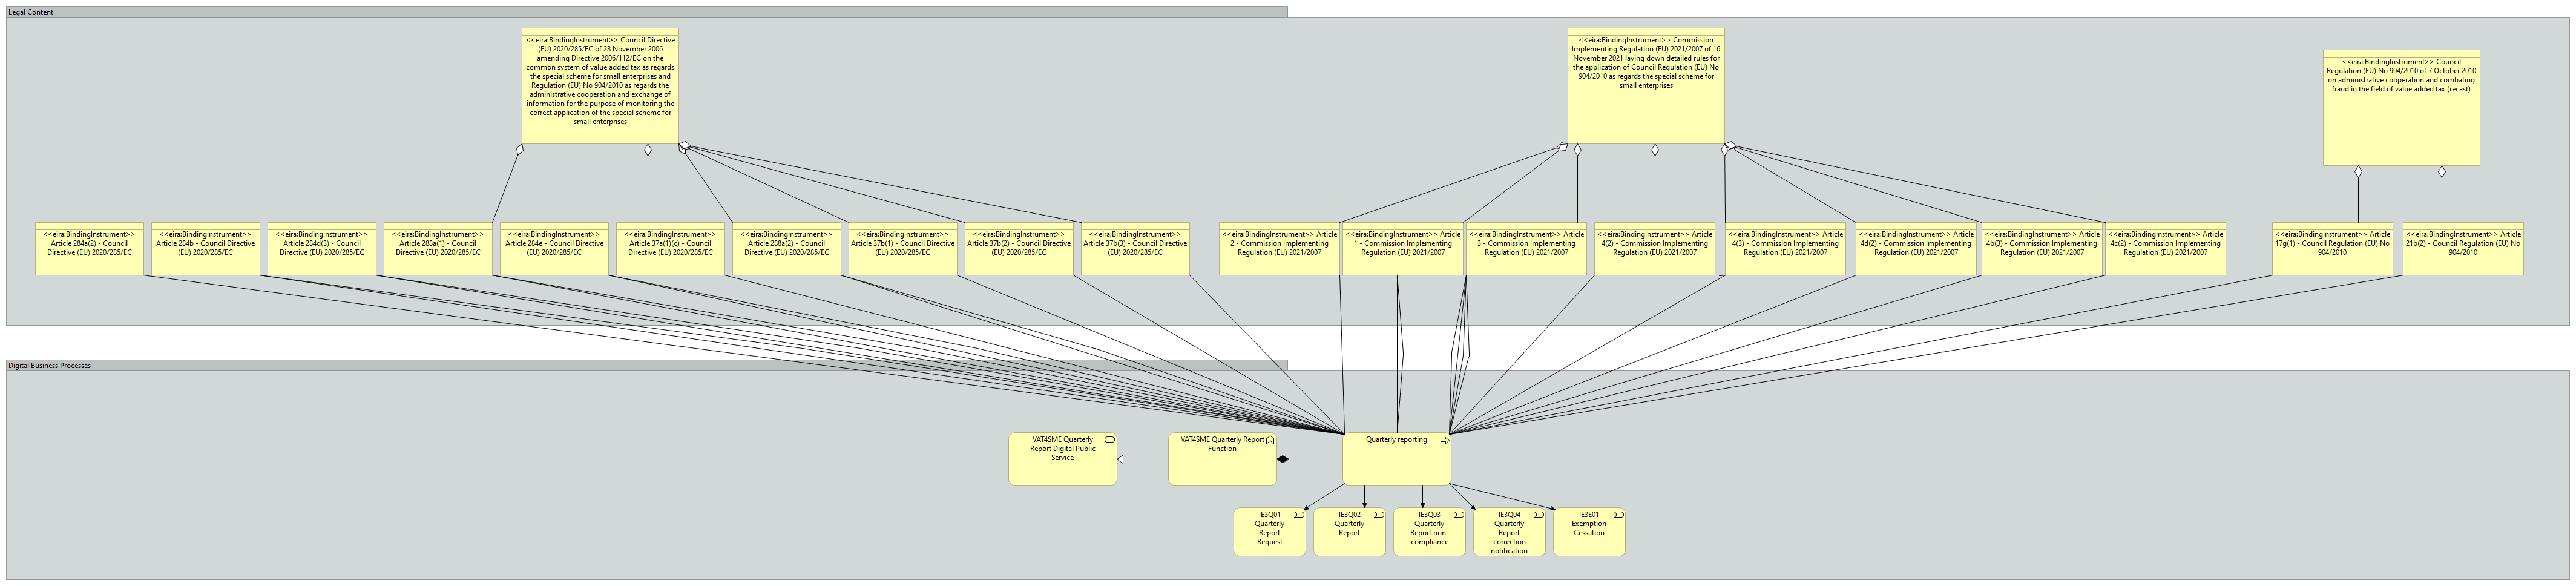 Legal Content
<<eira:BindingInstrument>> Council Directive
(EU) 2020/285/EC of 28 November 2006
amending Directive 2006/112/EC on the
common system of value added tax as regards
the special scheme for small enterprises and
Regulation (EU) No 904/2010 as regards the
administrative cooperation and exchange of
information for the purpose of monitoring the
correct application of the special scheme for
small enterprises
<<eira:BindingInstrument>> Commission
Implementing Regulation (EU) 2021/2007 of 16
November 2021 laying down detailed rules for
the application of Council Regulation (EU) No
904/2010 as regards the special scheme for
small enterprises
<<eira:BindingInstrument>> Council
Regulation (EU) No 904/2010 of 7 October 2010
on administrative cooperation and combating
fraud in the field of value added tax (recast)
<<eira:BindingInstrument>>
Article 284a(2) - Council
Directive (EU) 2020/285/EC
<<eira:BindingInstrument>>
Article 284b - Council Directive
(EU) 2020/285/EC
<<eira:BindingInstrument>>
Article 284d(3) - Council
Directive (EU) 2020/285/EC
<<eira:BindingInstrument>>
Article 288a(1) - Council
Directive (EU) 2020/285/EC
<<eira:BindingInstrument>>
Article 284e - Council Directive
(EU) 2020/285/EC
<<eira:BindingInstrument>>
Article 37a(1)(c) - Council
Directive (EU) 2020/285/EC
<<eira:BindingInstrument>>
Article 288a(2) - Council
Directive (EU) 2020/285/EC
<<eira:BindingInstrument>>
Article 37b(1) - Council Directive
(EU) 2020/285/EC
<<eira:BindingInstrument>>
Article 37b(2) - Council Directive
(EU) 2020/285/EC
<<eira:BindingInstrument>>
Article 37b(3) - Council Directive
(EU) 2020/285/EC
<<eira:BindingInstrument>> Article
2 - Commission Implementing
Regulation (EU) 2021/2007
<<eira:BindingInstrument>> Article
1 - Commission Implementing
Regulation (EU) 2021/2007
<<eira:BindingInstrument>> Article
3 - Commission Implementing
Regulation (EU) 2021/2007
<<eira:BindingInstrument>> Article
4(2) - Commission Implementing
Regulation (EU) 2021/2007
<<eira:BindingInstrument>> Article
4(3) - Commission Implementing
Regulation (EU) 2021/2007
<<eira:BindingInstrument>> Article
4d(2) - Commission Implementing
Regulation (EU) 2021/2007
<<eira:BindingInstrument>> Article
4b(3) - Commission Implementing
Regulation (EU) 2021/2007
<<eira:BindingInstrument>> Article
4c(2) - Commission Implementing
Regulation (EU) 2021/2007
<<eira:BindingInstrument>> Article
17g(1) - Council Regulation (EU) No
904/2010
<<eira:BindingInstrument>> Article
21b(2) - Council Regulation (EU) No
904/2010
Digital Business Processes
VAT4SME Quarterly
Report Digital Public
Service
VAT4SME Quarterly Report
Function
Quarterly reporting
IE3Q01
Quarterly
Report
Request
IE3Q02
Quarterly
Report
IE3Q03
Quarterly
Report non-
compliance
IE3Q04
Quarterly
Report
correction
notification
IE3E01
Exemption
Cessation